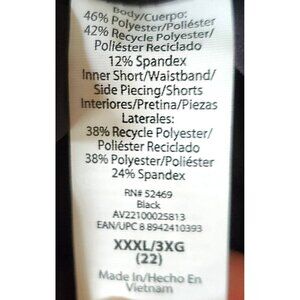 Body/Cuerpo:
46% Polyester/Poliéster
42% Recycle Polyester/
Poliéster Reciclado
12% Spandex
Inner Short/Waistband/
Side Piecing/Shorts
Interiores/Pretina/Piezas
Laterales:
38% Recycle Polyester/
Poliéster Reciclado
38% Polyester/Poliéster
24% Spandex
RN# 52469
Black
AV22100025813
EAN/UPC 8 8942410393
XXXL/3XG
(22)
Made in/Hecho En
Vietnam